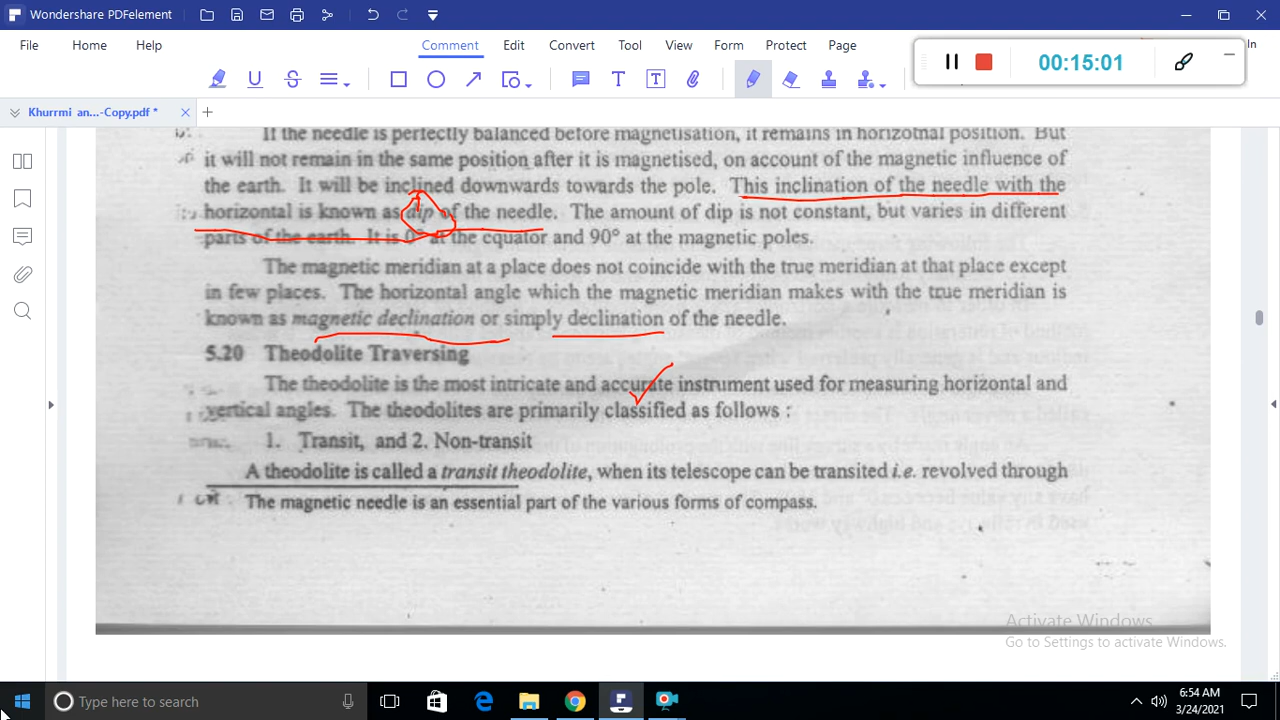 Wondershare PDFelement
File Home Help Comment Edit Convert Tool View Form Protect Page In
00:15:01
Khurrmi an...-Copy.pdf *
If the needle is perfectly balanced before magnetisation, it remains in horizotnal position. But
it will not remain in the same position after it is magnetised, on account of the magnetic influence of
the earth. It will be inclined downwards towards the pole. This inclination of the needle with the
horizontal is known as dip of the needle. The amount of dip is not constant, but varies in different
parts of the earth. It is 0° at the equator and 90° at the magnetic poles.
The magnetic meridian at a place does not coincide with the true meridian at that place except
in few places. The horizontal angle which the magnetic meridian makes with the true meridian is
known as magnetic declination or simply declination of the needle.
5.20 Theodolite Traversing
The theodolite is the most intricate and accurate instrument used for measuring horizontal and
vertical angles. The theodolites are primarily classified as follows :
1. Transit, and 2. Non-transit
A theodolite is called a transit theodolite, when its telescope can be transited i.e. revolved through
The magnetic needle is an essential part of the various forms of compass.
Activate Windows
Go to Settings to activate Windows.
Type here to search
6:54 AM
3/24/2021